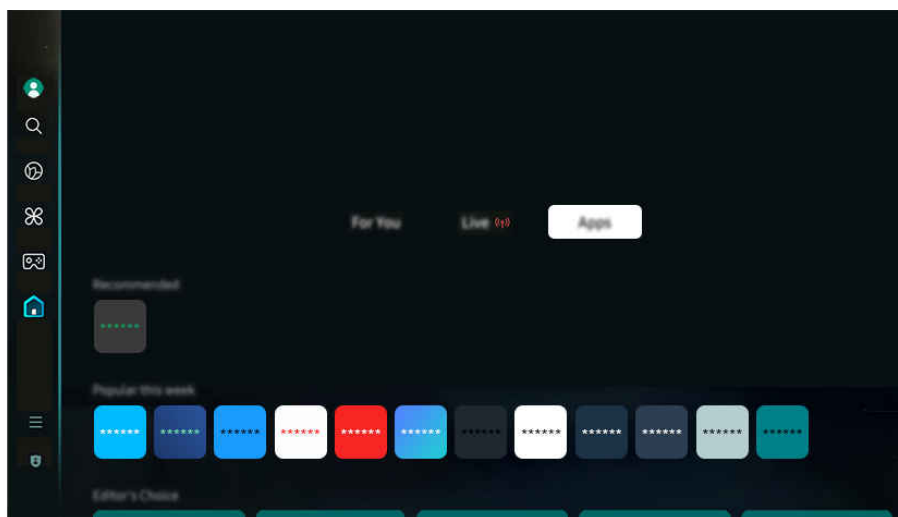 For You Live Apps
Recommended
******
Popular this week
****** ****** ****** ****** ****** ****** ****** ****** ****** ****** ****** ******
Editor's Choice